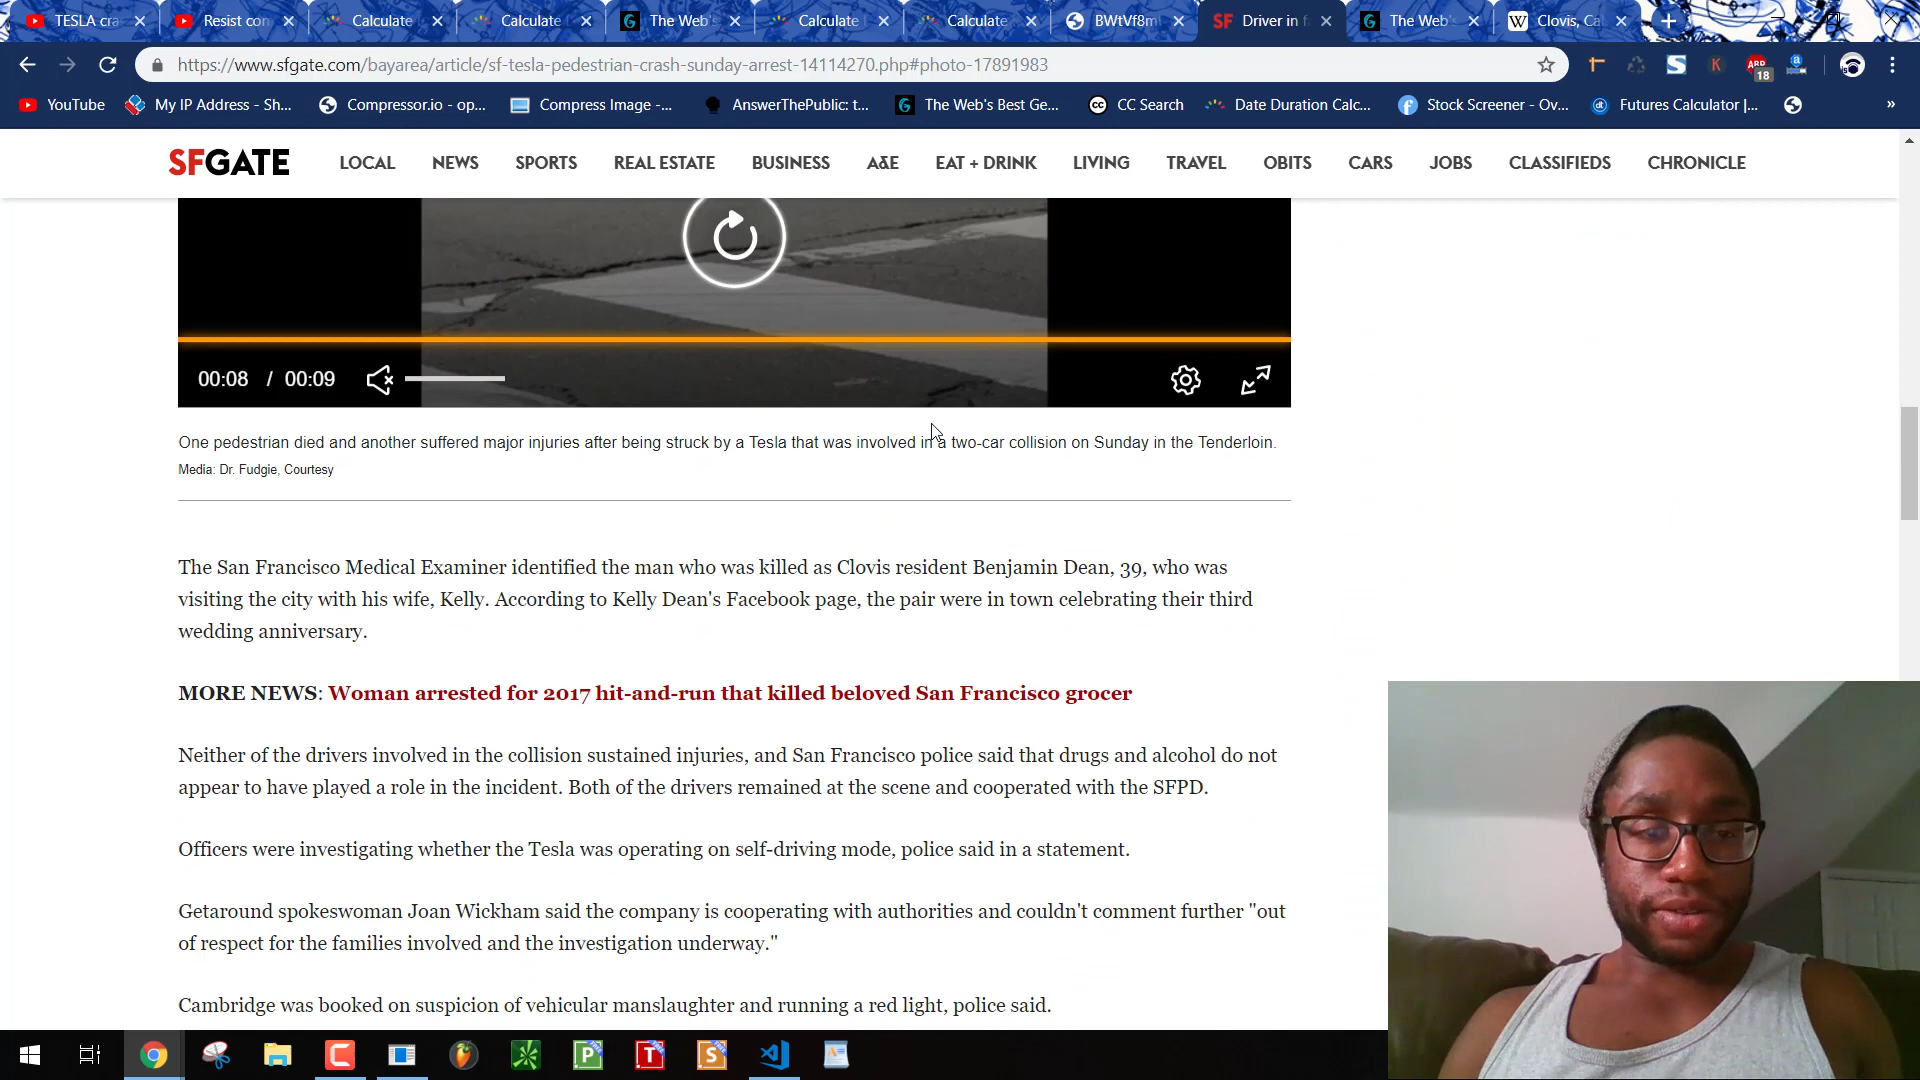 TESLA cra
Resist con
Calculate
Calculate
The Web's
Calculate
Calculate
BWtVf8m
Driver in f
The Web's
Clovis, Ca
https://www.sfgate.com/bayarea/article/sf-tesla-pedestrian-crash-sunday-arrest-14114270.php#photo-17891983
ABP
18
YouTube
My IP Address - Sh...
Compressor.io - op...
Compress Image -...
AnswerThePublic: t...
The Web's Best Ge...
CC Search
Date Duration Calc...
Stock Screener - Ov...
Futures Calculator |...
»
SFGATE
LOCAL
NEWS
SPORTS
REAL ESTATE
BUSINESS
A&E
EAT + DRINK
LIVING
TRAVEL
OBITS
CARS
JOBS
CLASSIFIEDS
CHRONICLE
00:08 / 00:09
One pedestrian died and another suffered major injuries after being struck by a Tesla that was involved in a two-car collision on Sunday in the Tenderloin.
Media: Dr. Fudgie, Courtesy
The San Francisco Medical Examiner identified the man who was killed as Clovis resident Benjamin Dean, 39, who was
visiting the city with his wife, Kelly. According to Kelly Dean's Facebook page, the pair were in town celebrating their third
wedding anniversary.
MORE NEWS: Woman arrested for 2017 hit-and-run that killed beloved San Francisco grocer
Neither of the drivers involved in the collision sustained injuries, and San Francisco police said that drugs and alcohol do not
appear to have played a role in the incident. Both of the drivers remained at the scene and cooperated with the SFPD.
Officers were investigating whether the Tesla was operating on self-driving mode, police said in a statement.
Getaround spokeswoman Joan Wickham said the company is cooperating with authorities and couldn't comment further "out
of respect for the families involved and the investigation underway."
Cambridge was booked on suspicion of vehicular manslaughter and running a red light, police said.